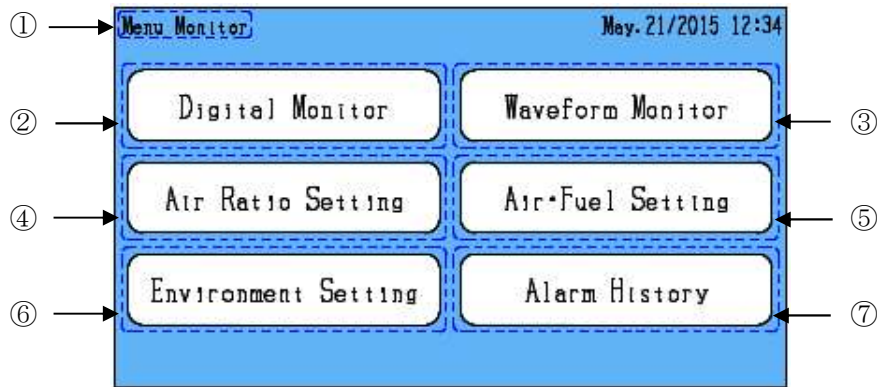 ① Menu Monitor May.21/2015 12:34
② Digital Monitor Waveform Monitor ③
④ Air Ratio Setting Air・Fuel Setting ⑤
⑥ Environment Setting Alarm History ⑦